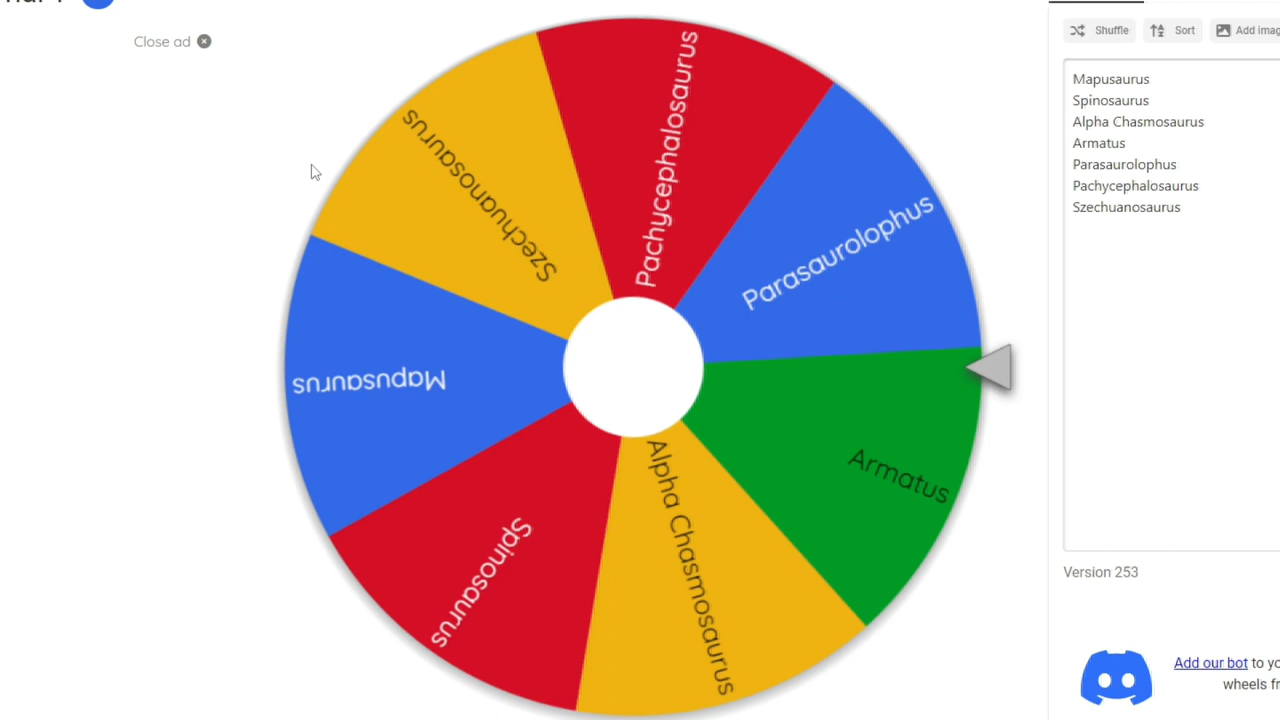 Close ad
Szechuanosaurus
Pachycephalosaurus
Parasaurolophus
Armatus
Alpha Chasmosaurus
Spinosaurus
Mapusaurus
Shuffle
Sort
Add imag
Mapusaurus
Spinosaurus
Alpha Chasmosaurus
Armatus
Parasaurolophus
Pachycephalosaurus
Szechuanosaurus
Version 253
Add our bot to yo
wheels fr